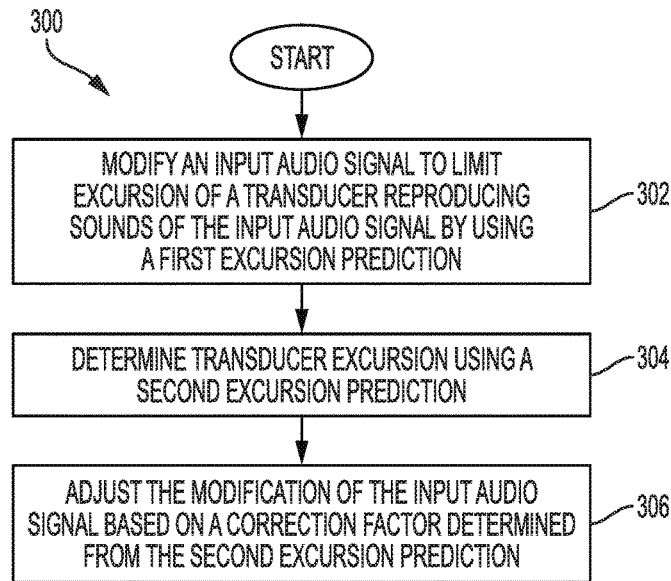 300
START
MODIFY AN INPUT AUDIO SIGNAL TO LIMIT
EXCURSION OF A TRANSDUCER REPRODUCING
SOUNDS OF THE INPUT AUDIO SIGNAL BY USING
A FIRST EXCURSION PREDICTION
302
DETERMINE TRANSDUCER EXCURSION USING A
SECOND EXCURSION PREDICTION
304
ADJUST THE MODIFICATION OF THE INPUT AUDIO
SIGNAL BASED ON A CORRECTION FACTOR DETERMINED
FROM THE SECOND EXCURSION PREDICTION
306